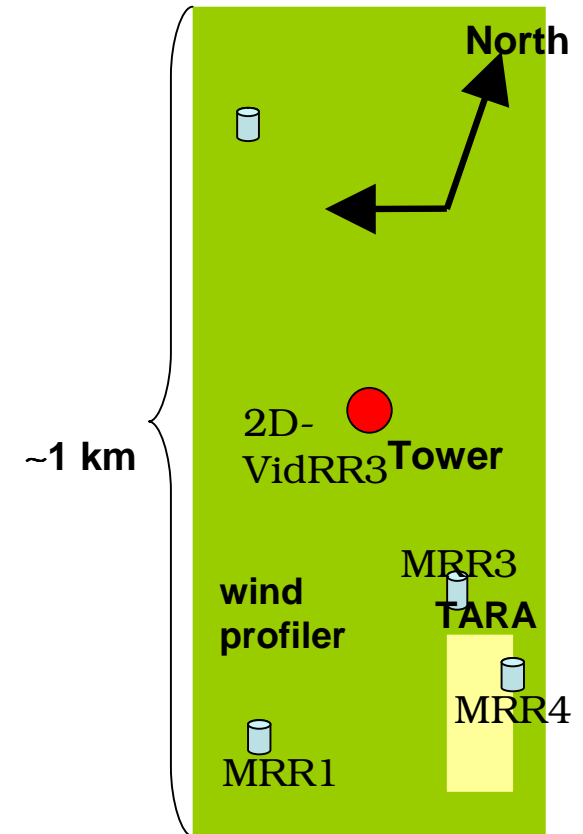 North
2D-
VidRR3
Tower
~1 km
MRR3
wind
profiler
TARA
MRR4
MRR1